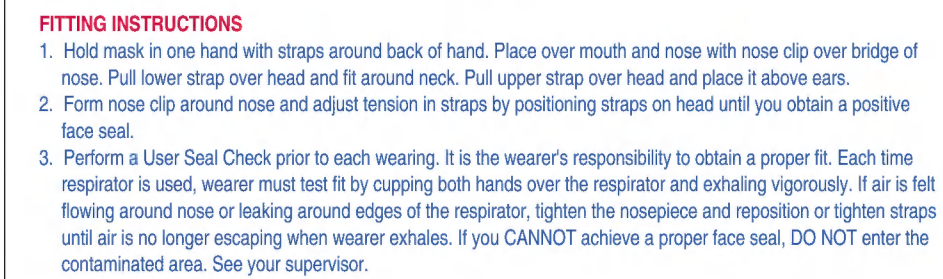 FITTING INSTRUCTIONS
1. Hold mask in one hand with straps around back of hand. Place over mouth and nose with nose clip over bridge of
nose. Pull lower strap over head and fit around neck. Pull upper strap over head and place it above ears.
2. Form nose clip around nose and adjust tension in straps by positioning straps on head until you obtain a positive
face seal.
3. Perform a User Seal Check prior to each wearing. It is the wearer's responsibility to obtain a proper fit. Each time
respirator is used, wearer must test fit by cupping both hands over the respirator and exhaling vigorously. If air is felt
flowing around nose or leaking around edges of the respirator, tighten the nosepiece and reposition or tighten straps
until air is no longer escaping when wearer exhales. If you CANNOT achieve a proper face seal, DO NOT enter the
contaminated area. See your supervisor.